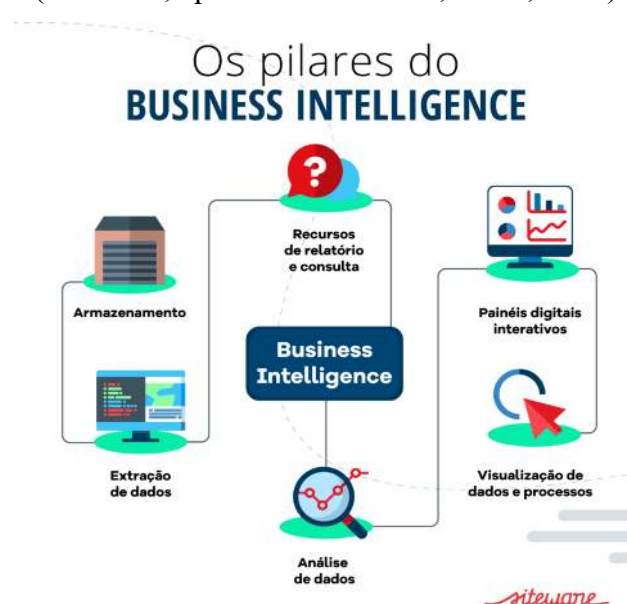 Os pilares do
BUSINESS INTELLIGENCE
?
Recursos
de relatório
e consulta
Armazenamento
Painéis digitais
interativos
Business
Intelligence
Extração
de dados
Visualização de
dados e processos
Análise
de dados
siteware